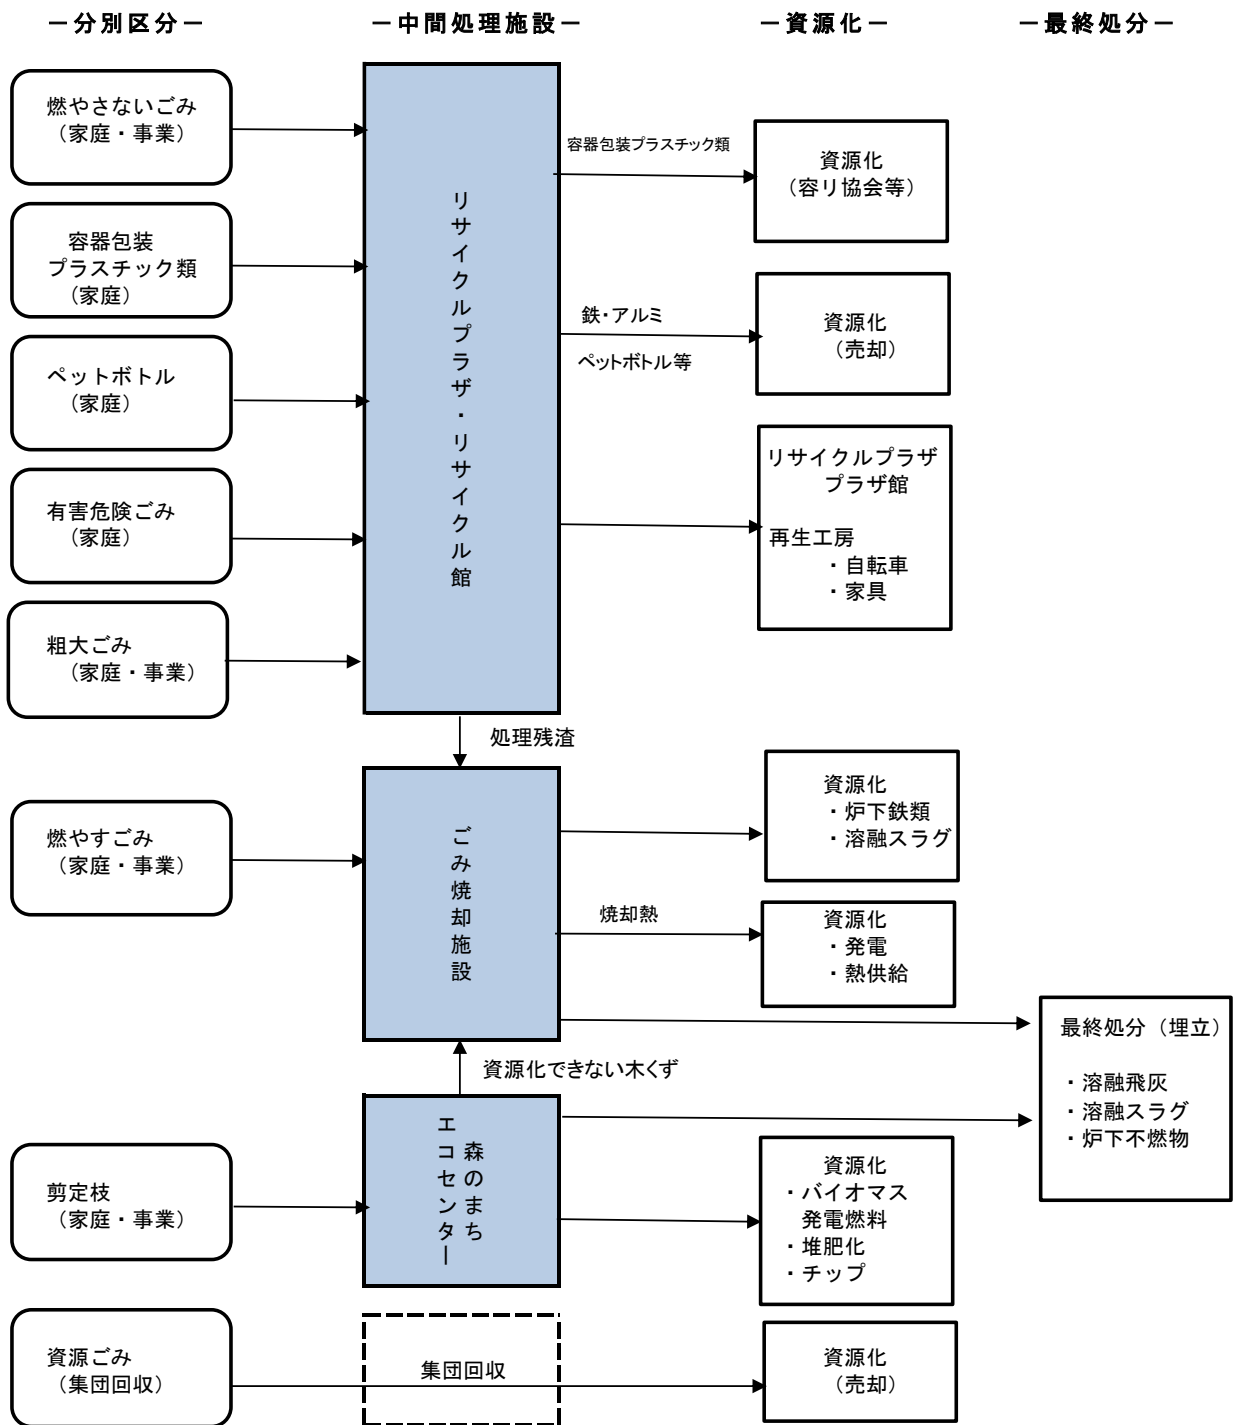 －分別区分－
－中間処理施設－
－資源化－
－最終処分－
燃やさないごみ
（家庭・事業）
容器包装
プラスチック類
（家庭）
ペットボトル
（家庭）
有害危険ごみ
（家庭）
粗大ごみ
（家庭・事業）
リサイクルプラザ・リサイクル館
容器包装プラスチック類
資源化
（容リ協会等）
鉄・アルミ
ペットボトル等
資源化
（売却）
リサイクルプラザ
プラザ館
再生工房
・自転車
・家具
処理残渣
燃やすごみ
（家庭・事業）
ごみ焼却施設
資源化
・炉下鉄類
・溶融スラグ
焼却熱
資源化
・発電
・熱供給
最終処分（埋立）
・溶融飛灰
・溶融スラグ
・炉下不燃物
資源化できない木くず
剪定枝
（家庭・事業）
森のまち
エコセンター
資源化
・バイオマス
発電燃料
・堆肥化
・チップ
資源ごみ
（集団回収）
集団回収
資源化
（売却）